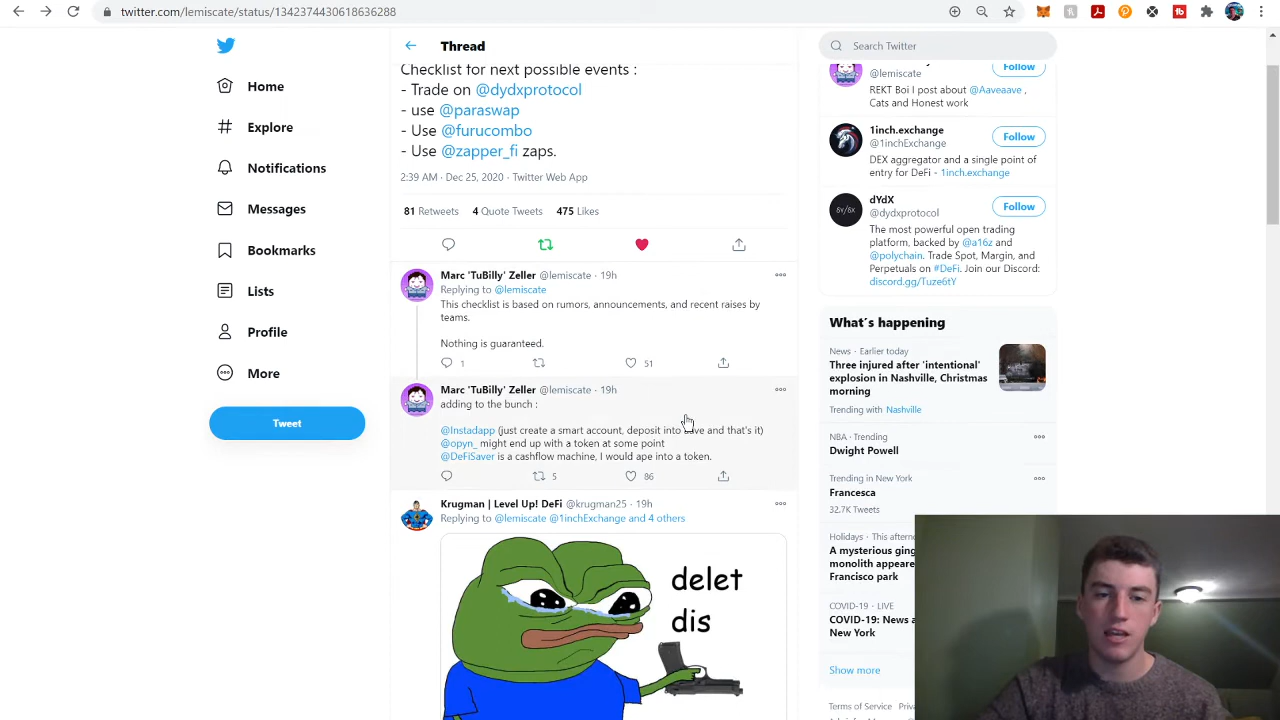 twitter.com/lemiscate/status/1342374430618636288
Home
Explore
Notifications
Messages
Bookmarks
Lists
Profile
More
Tweet
Thread
Checklist for next possible events :
- Trade on @dydxprotocol
- use @paraswap
- Use @furucombo
- Use @zapper_fi zaps.
2:39 AM · Dec 25, 2020 · Twitter Web App
81 Retweets 4 Quote Tweets 475 Likes
Marc 'TuBilly' Zeller @lemiscate · 19h
Replying to @lemiscate
This checklist is based on rumors, announcements, and recent raises by
teams.
Nothing is guaranteed.
1 51
Marc 'TuBilly' Zeller @lemiscate · 19h
adding to the bunch :
@Instadapp (just create a smart account, deposit into and that's it)
@opyn_ might end up with a token at some point
@DeFiSaver is a cashflow machine, I would ape into a token.
5 86
Krugman | Level Up! DeFi @krugman25 · 19h
Replying to @lemiscate @1inchExchange and 4 others
delet
dis
Search Twitter
@lemiscate
Follow
REKT Boi I post about @Aaveaave ,
Cats and Honest work
1inch.exchange
@1inchExchange
Follow
DEX aggregator and a single point of
entry for DeFi - 1inch.exchange
dYdX
@dydxprotocol
Follow
The most powerful open trading
platform, backed by @a16z and
@polychain. Trade Spot, Margin, and
Perpetuals on #DeFi. Join our Discord:
discord.gg/Tuze6tY
What's happening
News · Earlier today
Three injured after 'intentional'
explosion in Nashville, Christmas
morning
Trending with Nashville
NBA · Trending
Dwight Powell
Trending in New York
Francesca
32.7K Tweets
Holidays · This
A mysterious
monolith
Francisco park
COVID-19 · LIVE
COVID-19: News
New York
Show more
Terms of Service